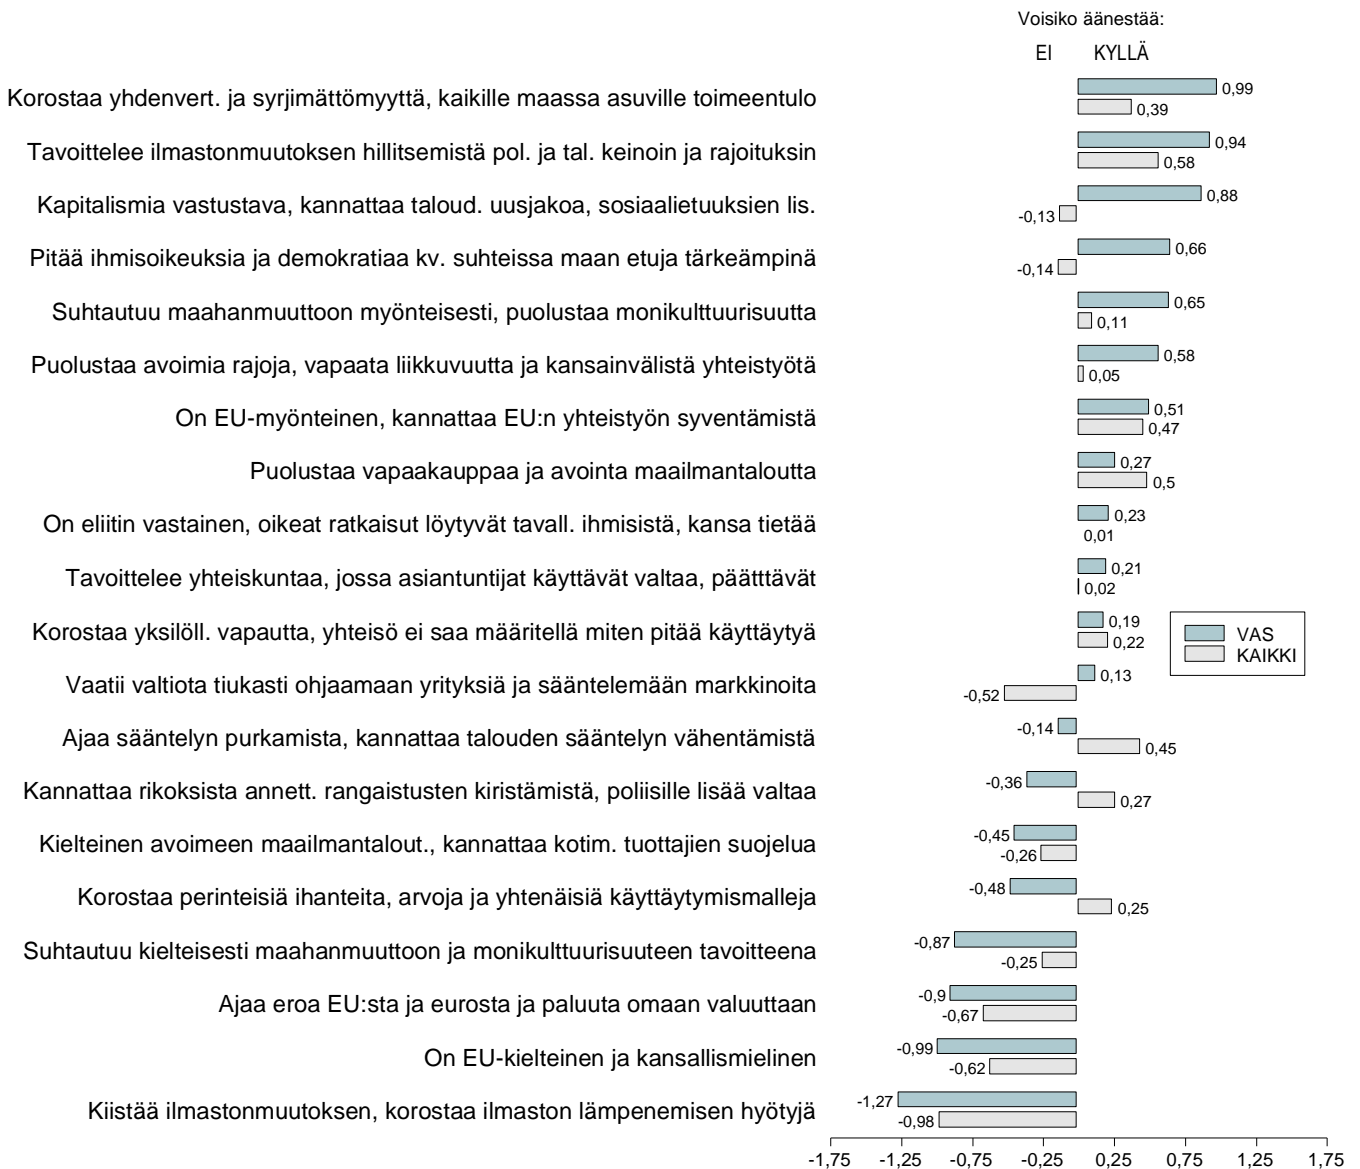 Voisiko äänestää:
EI KYLLÄ
Korostaa yhdenvert. ja syrjimättömyyttä, kaikille maassa asuville toimeentulo 0,99
0,39
Tavoittelee ilmastonmuutoksen hillitsemistä pol. ja tal. keinoin ja rajoituksin 0,94
0,58
Kapitalismia vastustava, kannattaa taloud. uusjakoa, sosiaalietuuksien lis. 0,88
-0,13
Pitää ihmisoikeuksia ja demokratiaa kv. suhteissa maan etuja tärkeämpinä 0,66
-0,14
Suhtautuu maahanmuuttoon myönteisesti, puolustaa monikulttuurisuutta 0,65
0,11
Puolustaa avoimia rajoja, vapaata liikkuvuutta ja kansainvälistä yhteistyötä 0,58
0,05
On EU-myönteinen, kannattaa EU:n yhteistyön syventämistä 0,51
0,47
Puolustaa vapaakauppaa ja avointa maailmantaloutta 0,27
0,5
On eliitin vastainen, oikeat ratkaisut löytyvät tavall. ihmisistä, kansa tietää 0,23
0,01
Tavoittelee yhteiskuntaa, jossa asiantuntijat käyttävät valtaa, päätttävät 0,21
0,02
Korostaa yksilöll. vapautta, yhteisö ei saa määritellä miten pitää käyttäytyä 0,19
0,22
VAS
KAIKKI
Vaatii valtiota tiukasti ohjaamaan yrityksiä ja sääntelemään markkinoita 0,13
-0,52
Ajaa sääntelyn purkamista, kannattaa talouden sääntelyn vähentämistä -0,14
0,45
Kannattaa rikoksista annett. rangaistusten kiristämistä, poliisille lisää valtaa -0,36
0,27
Kielteinen avoimeen maailmantalout., kannattaa kotim. tuottajien suojelua -0,45
-0,26
Korostaa perinteisiä ihanteita, arvoja ja yhtenäisiä käyttäytymismalleja -0,48
0,25
Suhtautuu kielteisesti maahanmuuttoon ja monikulttuurisuuteen tavoitteena -0,87
-0,25
Ajaa eroa EU:sta ja eurosta ja paluuta omaan valuuttaan -0,9
-0,67
On EU-kielteinen ja kansallismielinen -0,99
-0,62
Kiistää ilmastonmuutoksen, korostaa ilmaston lämpenemisen hyötyjä -1,27
-0,98
-1,75 -1,25 -0,75 -0,25 0,25 0,75 1,25 1,75